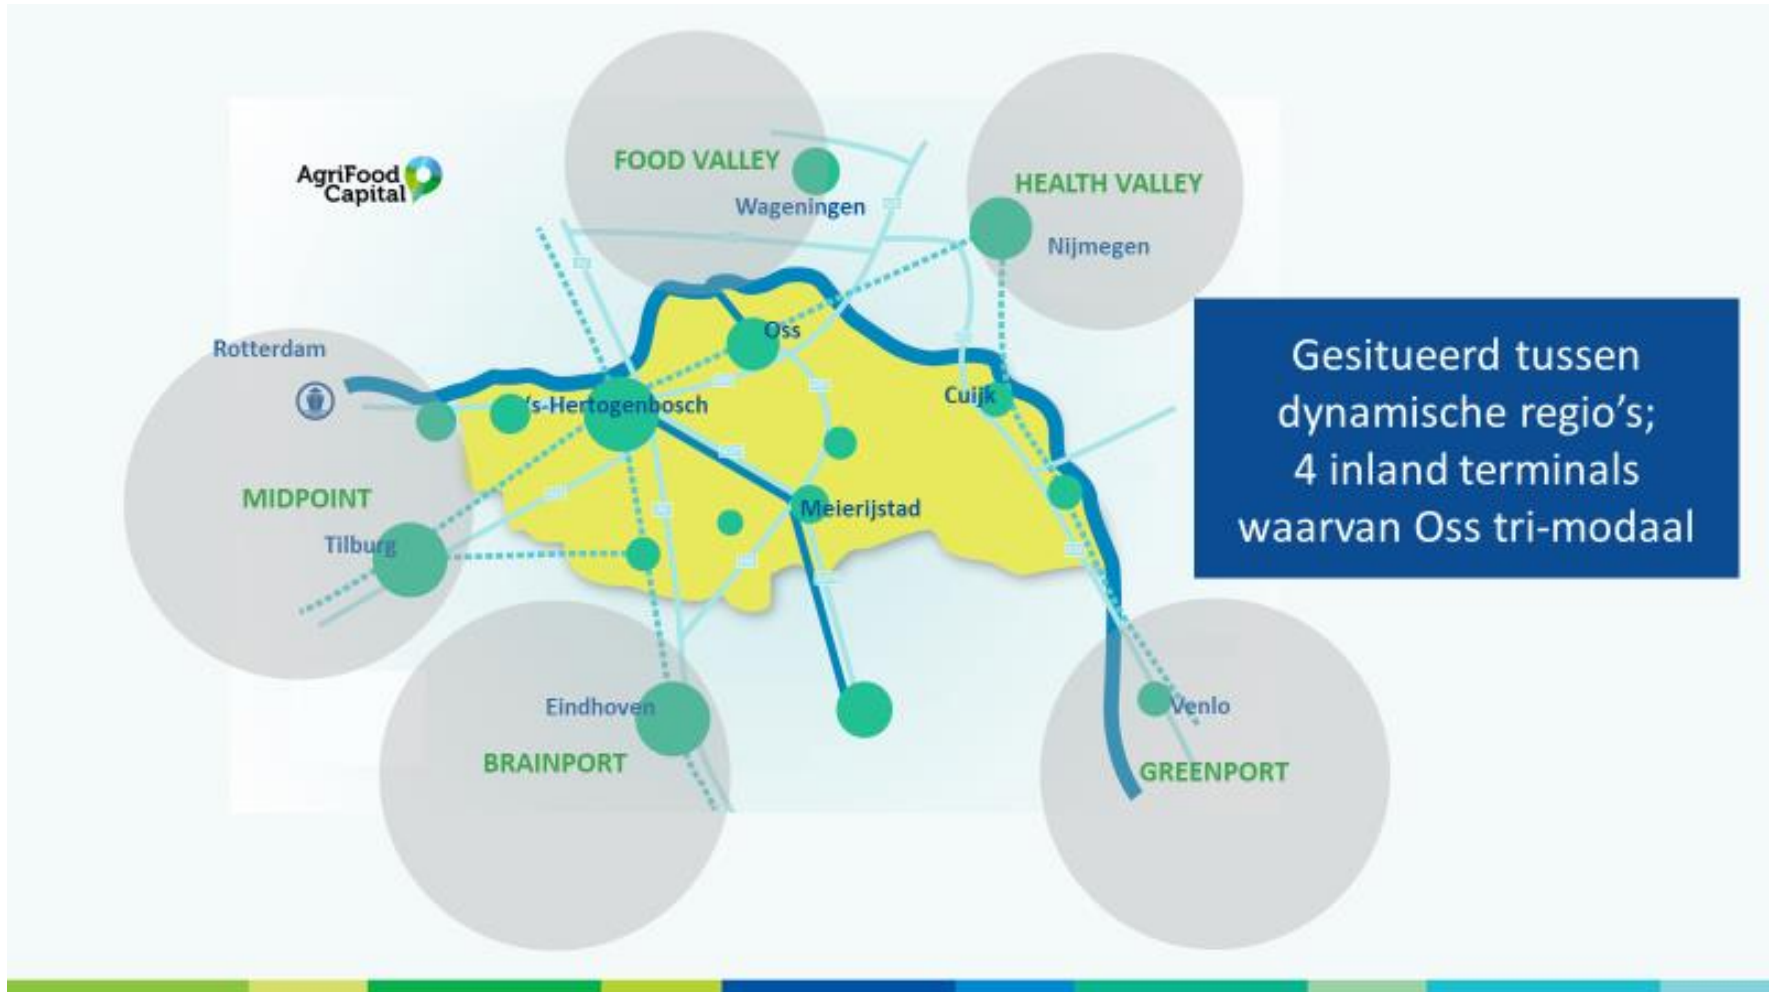 FOOD VALLEY
Wageningen
HEALTH VALLEY
Nijmegen
AgriFood
Capital
Rotterdam
Oss
's-Hertogenbosch
Cuijk
MIDPOINT
Tilburg
Meierijstad
Eindhoven
BRAINPORT
Venlo
GREENPORT
Gesitueerd tussen
dynamische regio's;
4 inland terminals
waarvan Oss tri-modaal